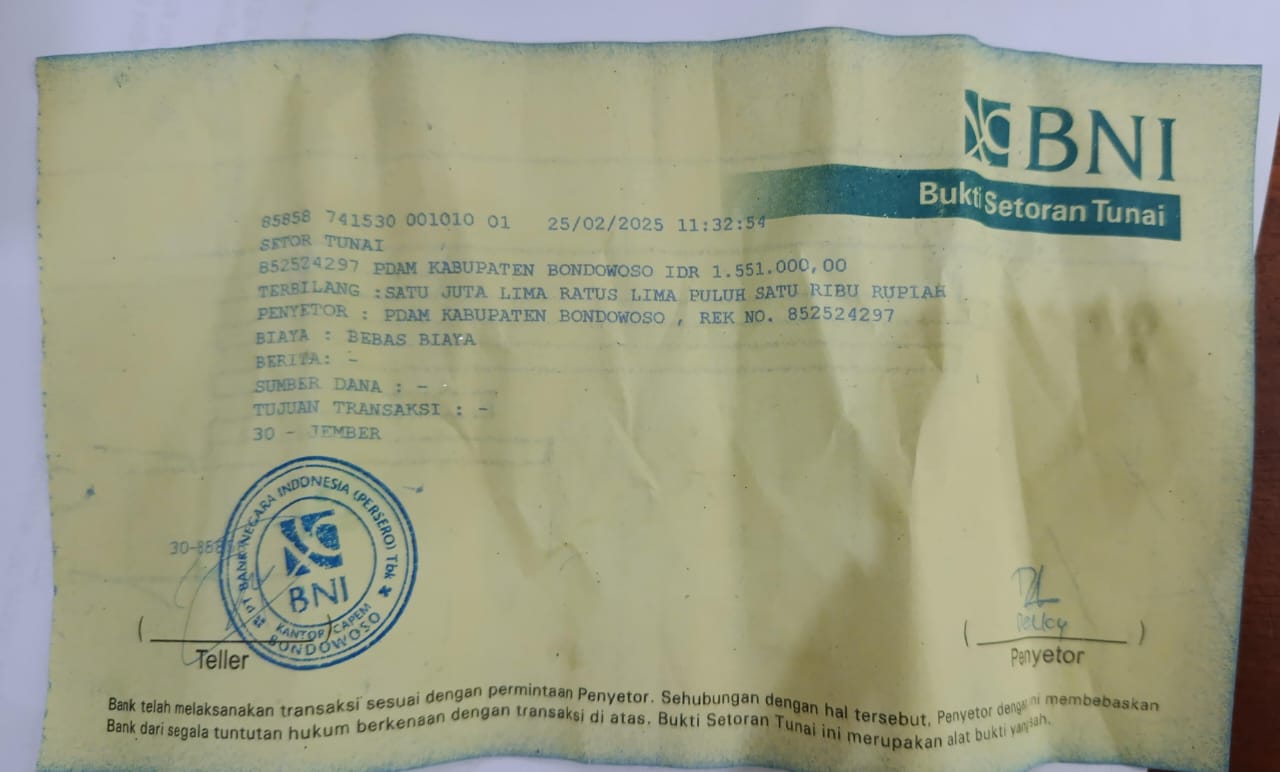 BNI
Bukti Setoran Tunai
85858 741530 001010 01 25/02/2025 11:32:54
SETOR TUNAI
852524297 PDAM KABUPATEN BONDOWOSO IDR 1.551.000,00
TERBILANG :SATU JUTA LIMA RATUS LIMA PULUH SATU RIBU RUPIAH
PENYETOR : PDAM KABUPATEN BONDOWOSO , REK NO. 852524297
BIAYA : BEBAS BIAYA
BERITA: -
SUMBER DANA : -
TUJUAN TRANSAKSI : -
30 - JEMBER
PT BANK NEGARA INDONESIA (PERSERO) Tbk
BNI
KANTOR CAPEM
BONDOWOSO
( ) ( )
Teller Penyetor
Bank telah melaksanakan transaksi sesuai dengan permintaan Penyetor. Sehubungan dengan hal tersebut, Penyetor dengan ini membebaskan
Bank dari segala tuntutan hukum berkenaan dengan transaksi di atas. Bukti Setoran Tunai ini merupakan alat bukti yang sah.